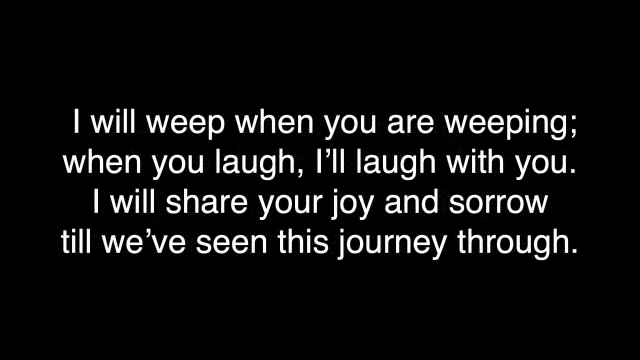 I will weep when you are weeping;
when you laugh, I’ll laugh with you.
I will share your joy and sorrow
till we’ve seen this journey through.